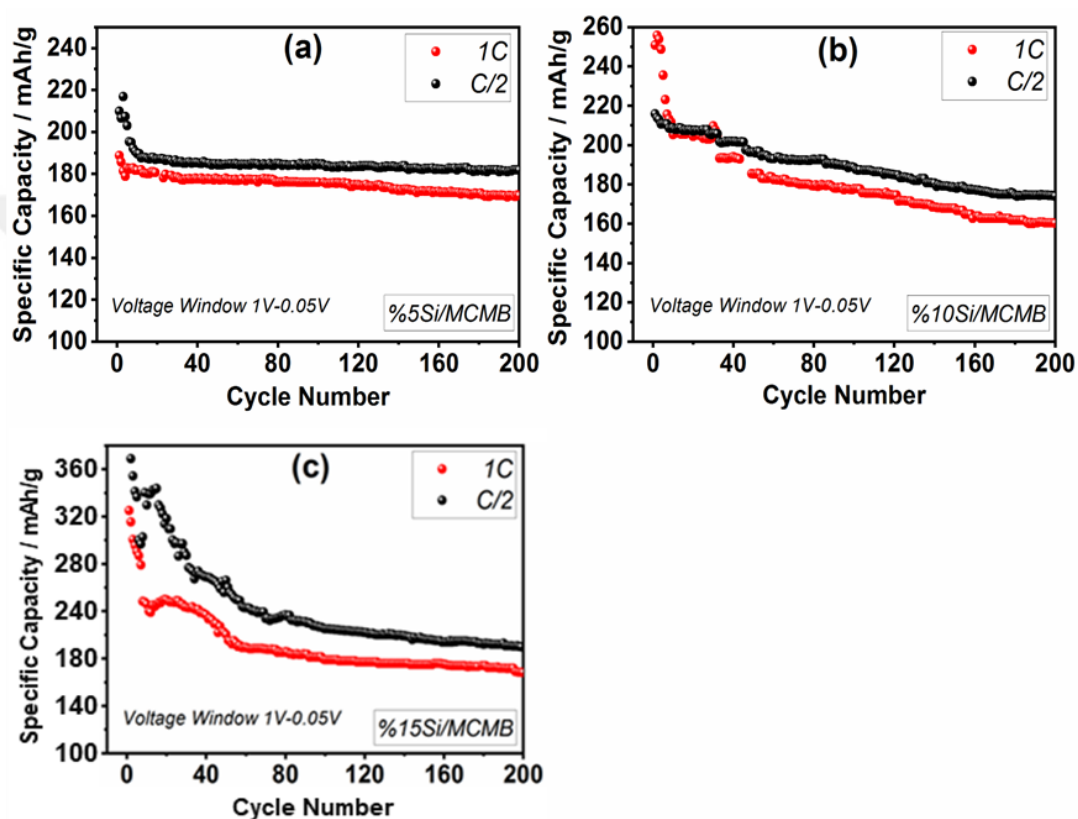 (a)
1C
C/2
240
220
200
180
160
140
120
100
Specific Capacity / mAh/g
Voltage Window 1V-0.05V
%5Si/MCMB
0 40 80 120 160 200
Cycle Number
(b)
1C
C/2
260
240
220
200
180
160
140
120
100
Specific Capacity / mAh/g
Voltage Window 1V-0.05V
%10Si/MCMB
0 40 80 120 160 200
Cycle Number
(c)
1C
C/2
360
320
280
240
180
140
100
Specific Capacity / mAh/g
Voltage Window 1V-0.05V
%15Si/MCMB
0 40 80 120 160 200
Cycle Number